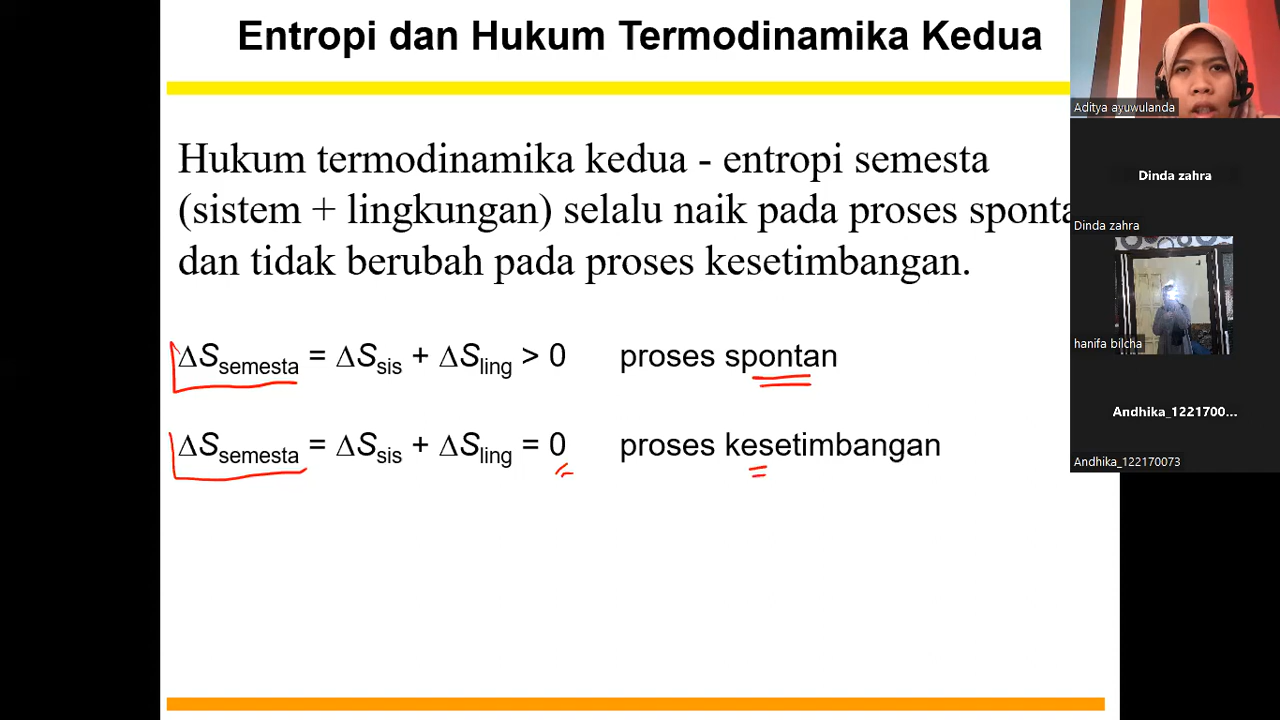 Entropi dan Hukum Termodinamika Kedua
Hukum termodinamika kedua - entropi semesta
(sistem + lingkungan) selalu naik pada proses sponta
dan tidak berubah pada proses kesetimbangan.
ΔSsemesta = ΔSsis + ΔSling > 0 proses spontan
ΔSsemesta = ΔSsis + ΔSling = 0 proses kesetimbangan
Aditya ayuwulanda
Dinda zahra
Dinda zahra
hanifa bilcha
Andhika_1221700...
Andhika_122170073